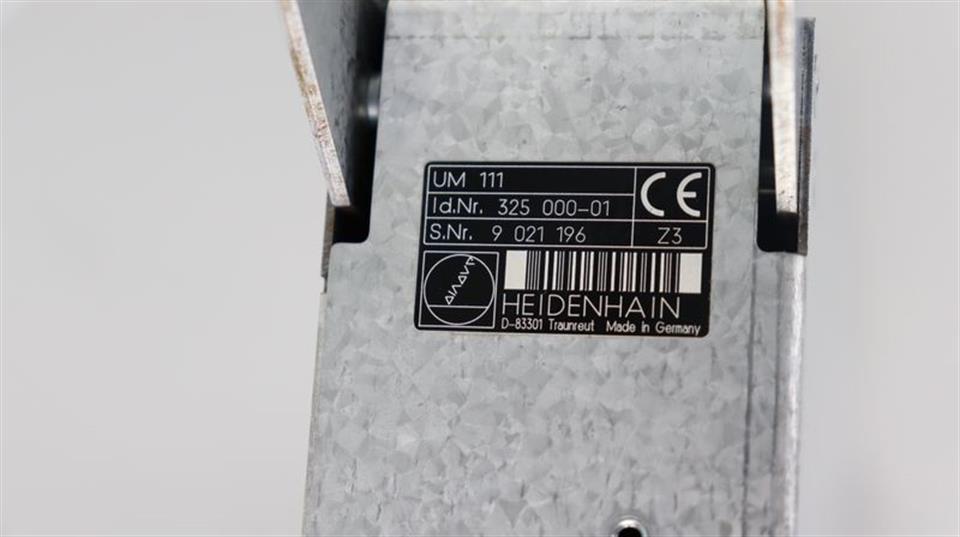 UM 111
Id.Nr. 325 000-01
S.Nr. 9 021 196 Z3
CE
HEIDENHAIN
D-83301 Traunreut Made in Germany